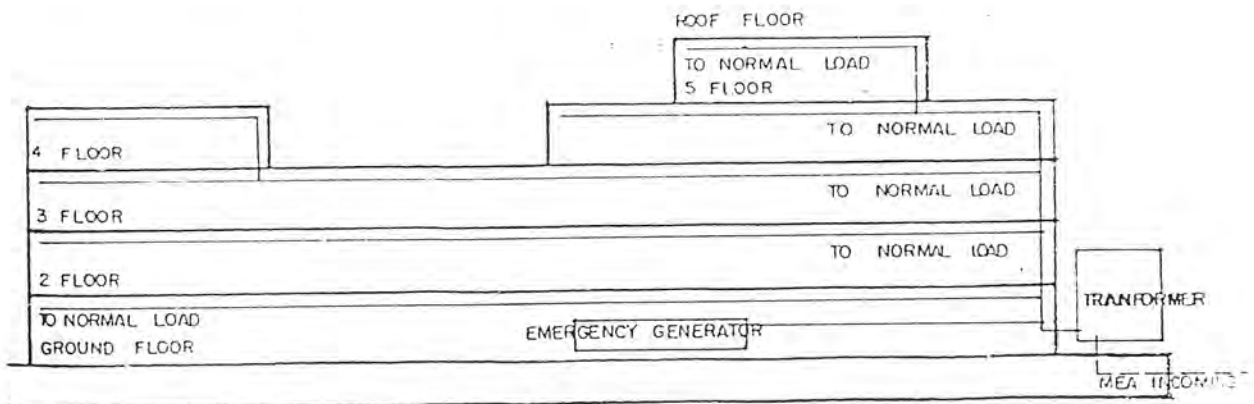 ROOF FLOOR
TO NORMAL LOAD
5 FLOOR
TO NORMAL LOAD
4 FLOOR
TO NORMAL LOAD
3 FLOOR
TO NORMAL LOAD
2 FLOOR
TRANFORMER
TO NORMAL LOAD
EMERGENCY GENERATOR
GROUND FLOOR
MEA INCOMING